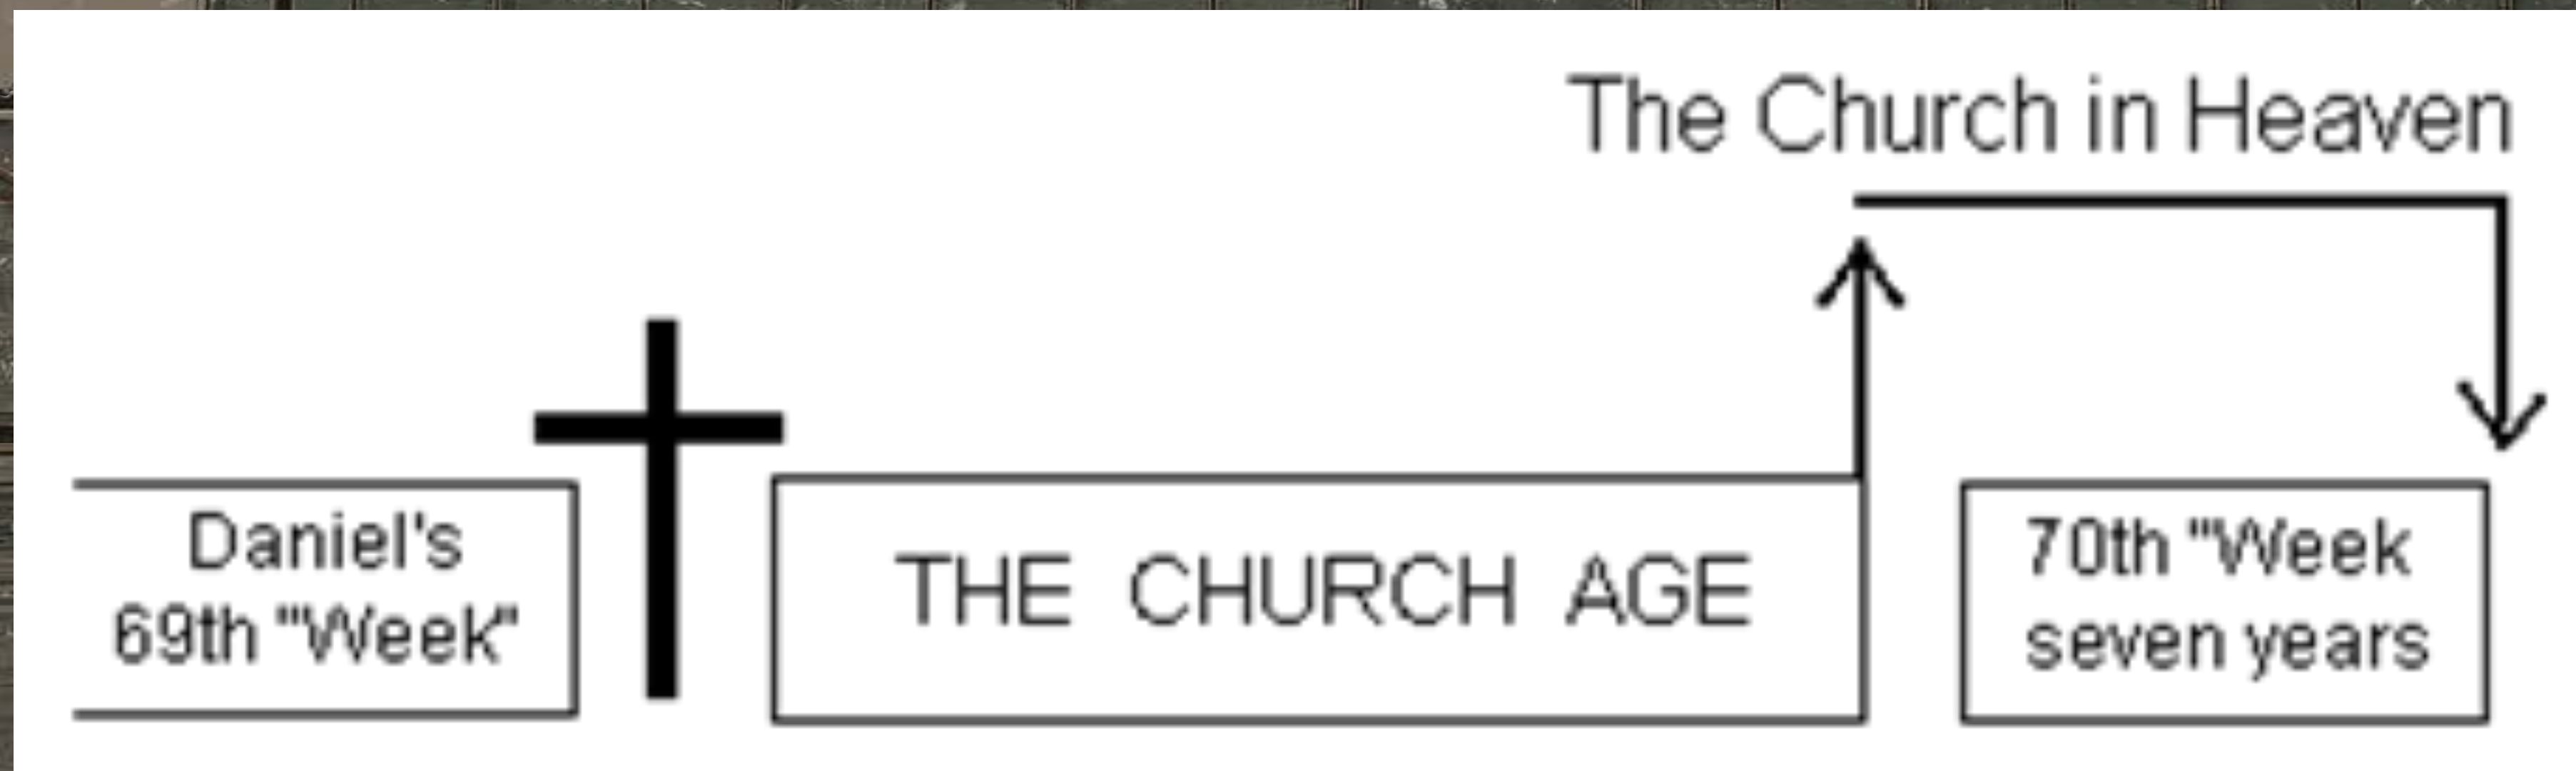 The Church in Heaven
Daniel's
69th "Week"
THE CHURCH AGE
70th "Week
seven years